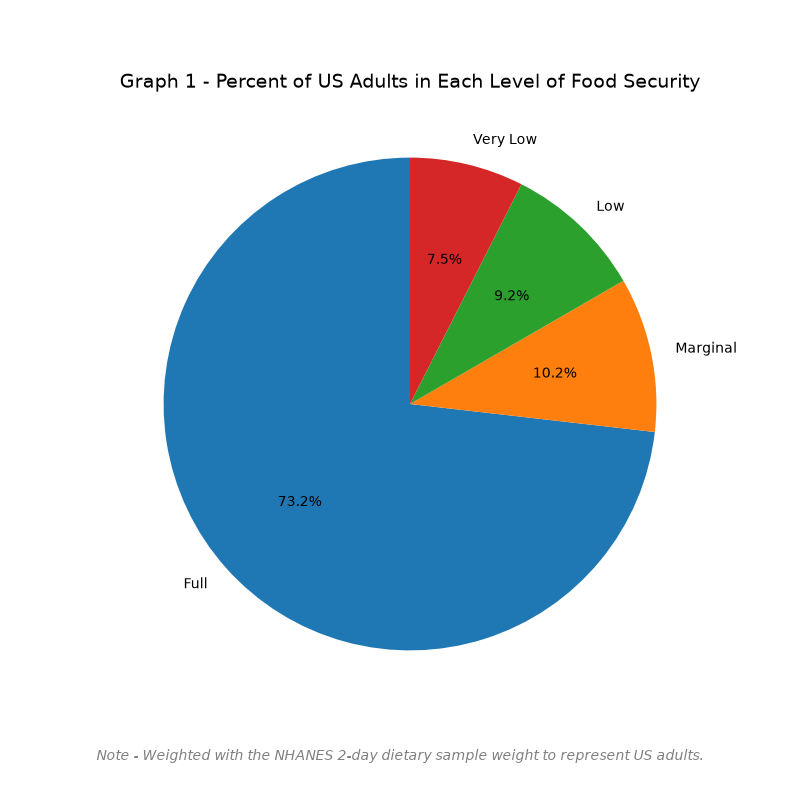 Graph 1 - Percent of US Adults in Each Level of Food Security
Very Low
Low
7.5%
9.2%
Marginal
10.2%
73.2%
Full
Note - Weighted with the NHANES 2-day dietary sample weight to represent US adults.